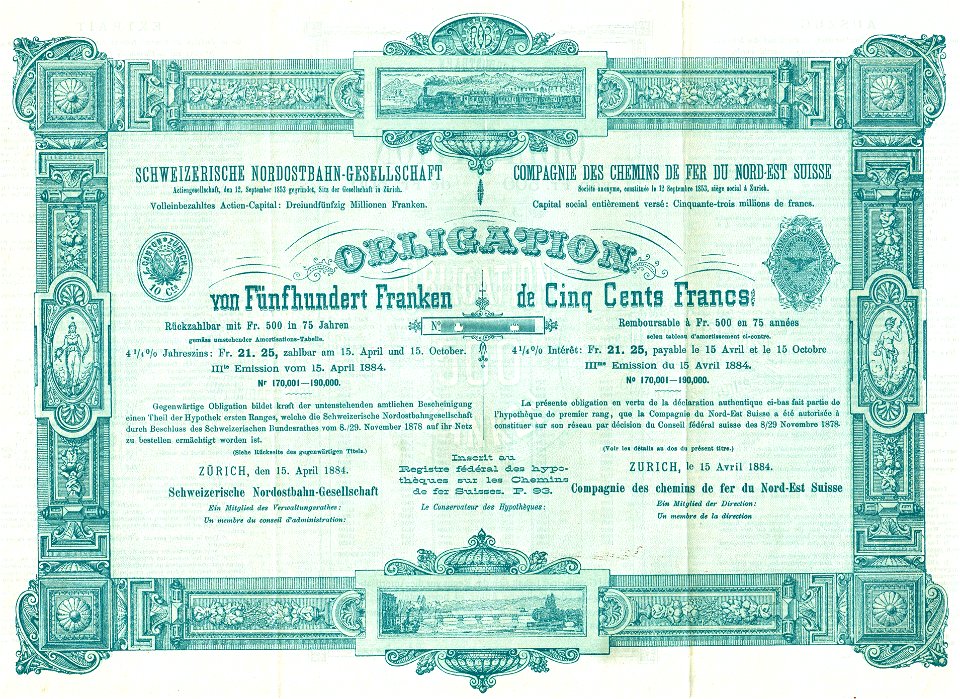 SCHWEIZERISCHE NORDOSTBAHN-GESELLSCHAFT
Actiengesellschaft, den 12. September 1853 gegründet, Sitz der Gesellschaft in Zürich.
Volleinbezahltes Actien-Capital: Dreiundfünfzig Millionen Franken.
COMPAGNIE DES CHEMINS DE FER DU NORD-EST SUISSE
Société anonyme, constituée le 12 Septembre 1853, siége social à Zurich.
Capital social entièrement versé: Cinquante-trois millions de francs.
OBLIGATION
CANTON ZÜRICH
10 Cts
von Fünfhundert Franken
de Cinq Cents Francs
No
Rückzahlbar mit Fr. 500 in 75 Jahren
gemäss umstehender Amortisations-Tabelle.
4 1/4 % Jahreszins: Fr. 21. 25, zahlbar am 15. April und 15. October.
IIIte Emission vom 15. April 1884.
No 170,001—190,000.
Remboursable à Fr. 500 en 75 années
selon tableau d'amortissement ci-contre.
4 1/4 % Intérêt: Fr. 21. 25, payable le 15 Avril et le 15 Octobre
IIIme Emission du 15 Avril 1884.
No 170,001—190,000.
Gegenwärtige Obligation bildet kraft der untenstehenden amtlichen Bescheinigung
einen Theil der Hypothek ersten Ranges, welche die Schweizerische Nordostbahngesellschaft
durch Beschluss des Schweizerischen Bundesrathes vom 8./29. November 1878 auf ihr Netz
zu bestellen ermächtigt worden ist.
(Siehe Rückseite des gegenwärtigen Titels.)
La présente obligation en vertu de la déclaration authentique ci-bas fait partie de
l'hypothèque de premier rang, que la Compagnie du Nord-Est Suisse a été autorisée à
constituer sur son réseau par décision du Conseil fédéral suisse des 8/29 Novembre 1878.
(Voir les détails au dos du présent titre.)
ZÜRICH, den 15. April 1884.
Schweizerische Nordostbahn-Gesellschaft
Ein Mitglied des Verwaltungsrathes:
Un membre du conseil d'administration:
Inscrit au
Registre fédéral des hypo-
thèques sur les Chemins
de fer Suisses. F. 93.
Le Conservateur des Hypothèques:
ZURICH, le 15 Avril 1884.
Compagnie des chemins de fer du Nord-Est Suisse
Ein Mitglied der Direction:
Un membre de la direction